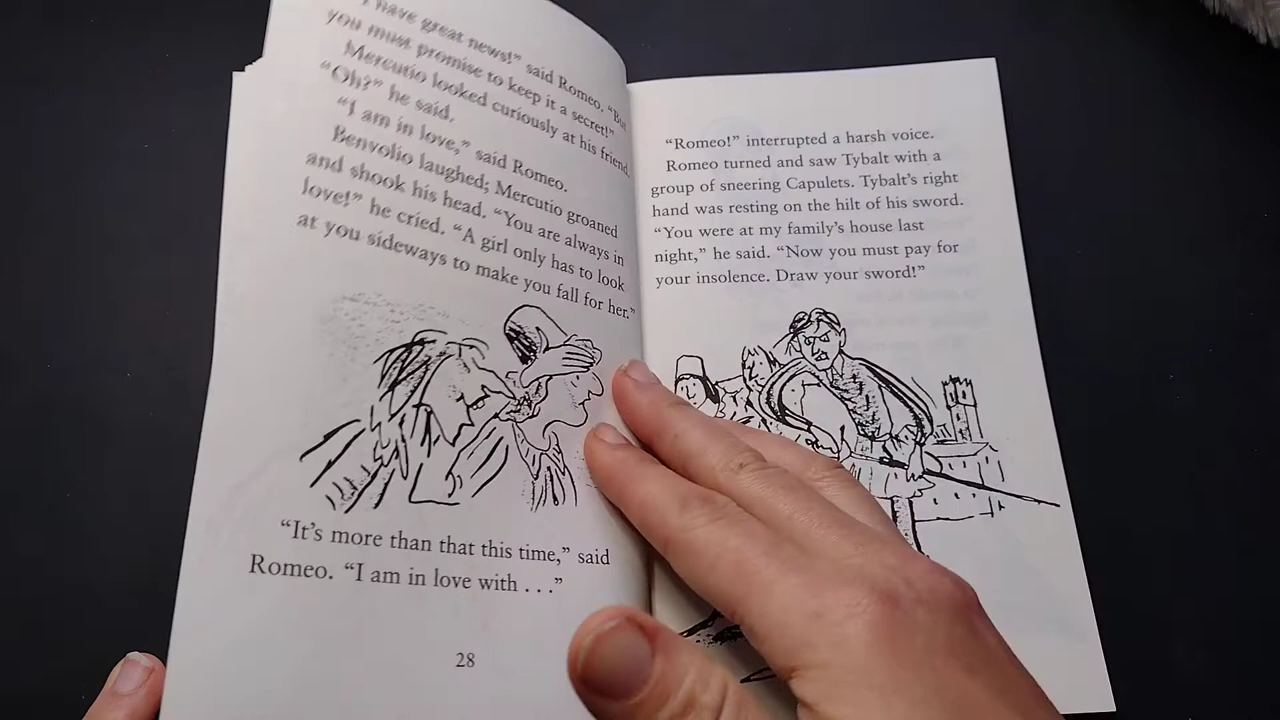 "I have great news!" said Romeo. "But
you must promise to keep it a secret!"
Mercutio looked curiously at his friend.
"Oh?" he said.
"I am in love," said Romeo.
Benvolio laughed; Mercutio groaned
and shook his head. "You are always in
love!" he cried. "A girl only has to look
at you sideways to make you fall for her."
"It's more than that this time," said
Romeo. "I am in love with . . ."
28
"Romeo!" interrupted a harsh voice.
Romeo turned and saw Tybalt with a
group of sneering Capulets. Tybalt's right
hand was resting on the hilt of his sword.
"You were at my family's house last
night," he said. "Now you must pay for
your insolence. Draw your sword!"